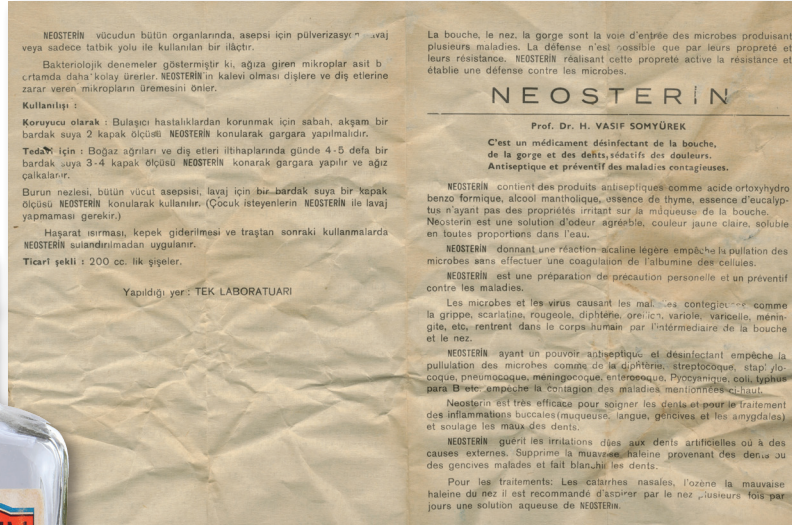 NEOSTERİN vücudun bütün organlarında, asepsi için pülverizasyon lavaj
veya sadece tatbik yolu ile kullanılan bir ilâçtır.
Bakteriolojik denemeler göstermiştir ki, ağıza giren mikroplar asit
ortamda daha kolay ürerler. NEOSTERİN'in kalevi olması dişlere ve diş etlerine
zarar veren mikropların üremesini önler.
Kullanılışı :
Koruyucu olarak : Bulaşıcı hastalıklardan korunmak için sabah, akşam bir
bardak suya 2 kapak ölçüsü NEOSTERİN konularak gargara yapılmalıdır.
Tedavi için : Boğaz ağrıları ve diş etleri iltihaplarında günde 4-5 defa bir
bardak suya 3-4 kapak ölçüsü NEOSTERİN konarak gargara yapılır ve ağız
çalkalanır.
Burun nezlesi, bütün vücut asepsisi, lavaj için bir bardak suya bir kapak
ölçüsü NEOSTERİN konularak kullanılır. (Çocuk isteyenlerin NEOSTERİN ile lavaj
yapmaması gerekir.)
Haşarat ısırması, kepek giderilmesi ve traştan sonraki kullanmalarda
NEOSTERİN sulandırılmadan uygulanır.
Ticarî şekli : 200 cc. lik şişeler.
Yapıldığı yer : TEK LABORATUARI
La bouche, le nez, la gorge sont la voie d'entrée des microbes produisant
plusieurs maladies. La défense n'est possible que par leurs propreté et
leurs résistance. NEOSTERİN réalisant cette propreté active la résistance et
établie une défense contre les microbes.
NEOSTERİN
Prof. Dr. H. VASIF SOMYÜREK
C'est un médicament désinfectant de la bouche,
de la gorge et des dents, sédatifs des douleurs.
Antiseptique et préventif des maladies contagieuses.
NEOSTERİN contient des produits antiseptiques comme acide ortoxyhydro
benzo formique, alcool mantholique, essence de thyme, essence d'eucalyp-
tus n'ayant pas des propriétés irritant sur la muqueuse de la bouche.
Neosterin est une solution d'odeur agréable, couleur jaune claire, soluble
en toutes proportions dans l'eau.
NEOSTERİN donnant une réaction alcaline légère empêche la pullation des
microbes sans effectuer une coagulation de l'albumine des cellules.
NEOSTERİN est une préparation de précaution personelle et un préventif
contre les maladies.
Les microbes et les virus causant les contegieuses comme
la grippe, scarlatine, rougeole, diphterie, oreillon, variole, varicelle, ménin-
gite, etc, rentrent dans le corps humain par l'intérmediaire de la bouche
et le nez.
NEOSTERİN ayant un pouvoir antiseptique et désinfectant empêche la
pullulation des microbes comme de la diphtérie, streptocoque, staphylo-
coque, pneumocoque, méningocoque, enterocoque, Pyocyanique, coli, typhus
para B etc. empêche la contagion des maladies mentionnées ci-haut.
Neosterin est très efficace pour soigner les dents et pour le traitement
des inflammations buccales (muqueuse, langue, gencives et les amygdales)
et soulage les maux des dents.
NEOSTERİN guérit les irritations dües aux dents artificielles ou à des
causes externes. Supprime la mauvaise haleine provenant des dents ou
des gencives malades et fait blanchit les dents.
Pour les traitements: Les catarrhes nasales, l'ozène la mauvaise
haleine du nez il est recommandé d'aspirer par le nez plusieurs fois par
jours une solution aqueuse de NEOSTERİN.